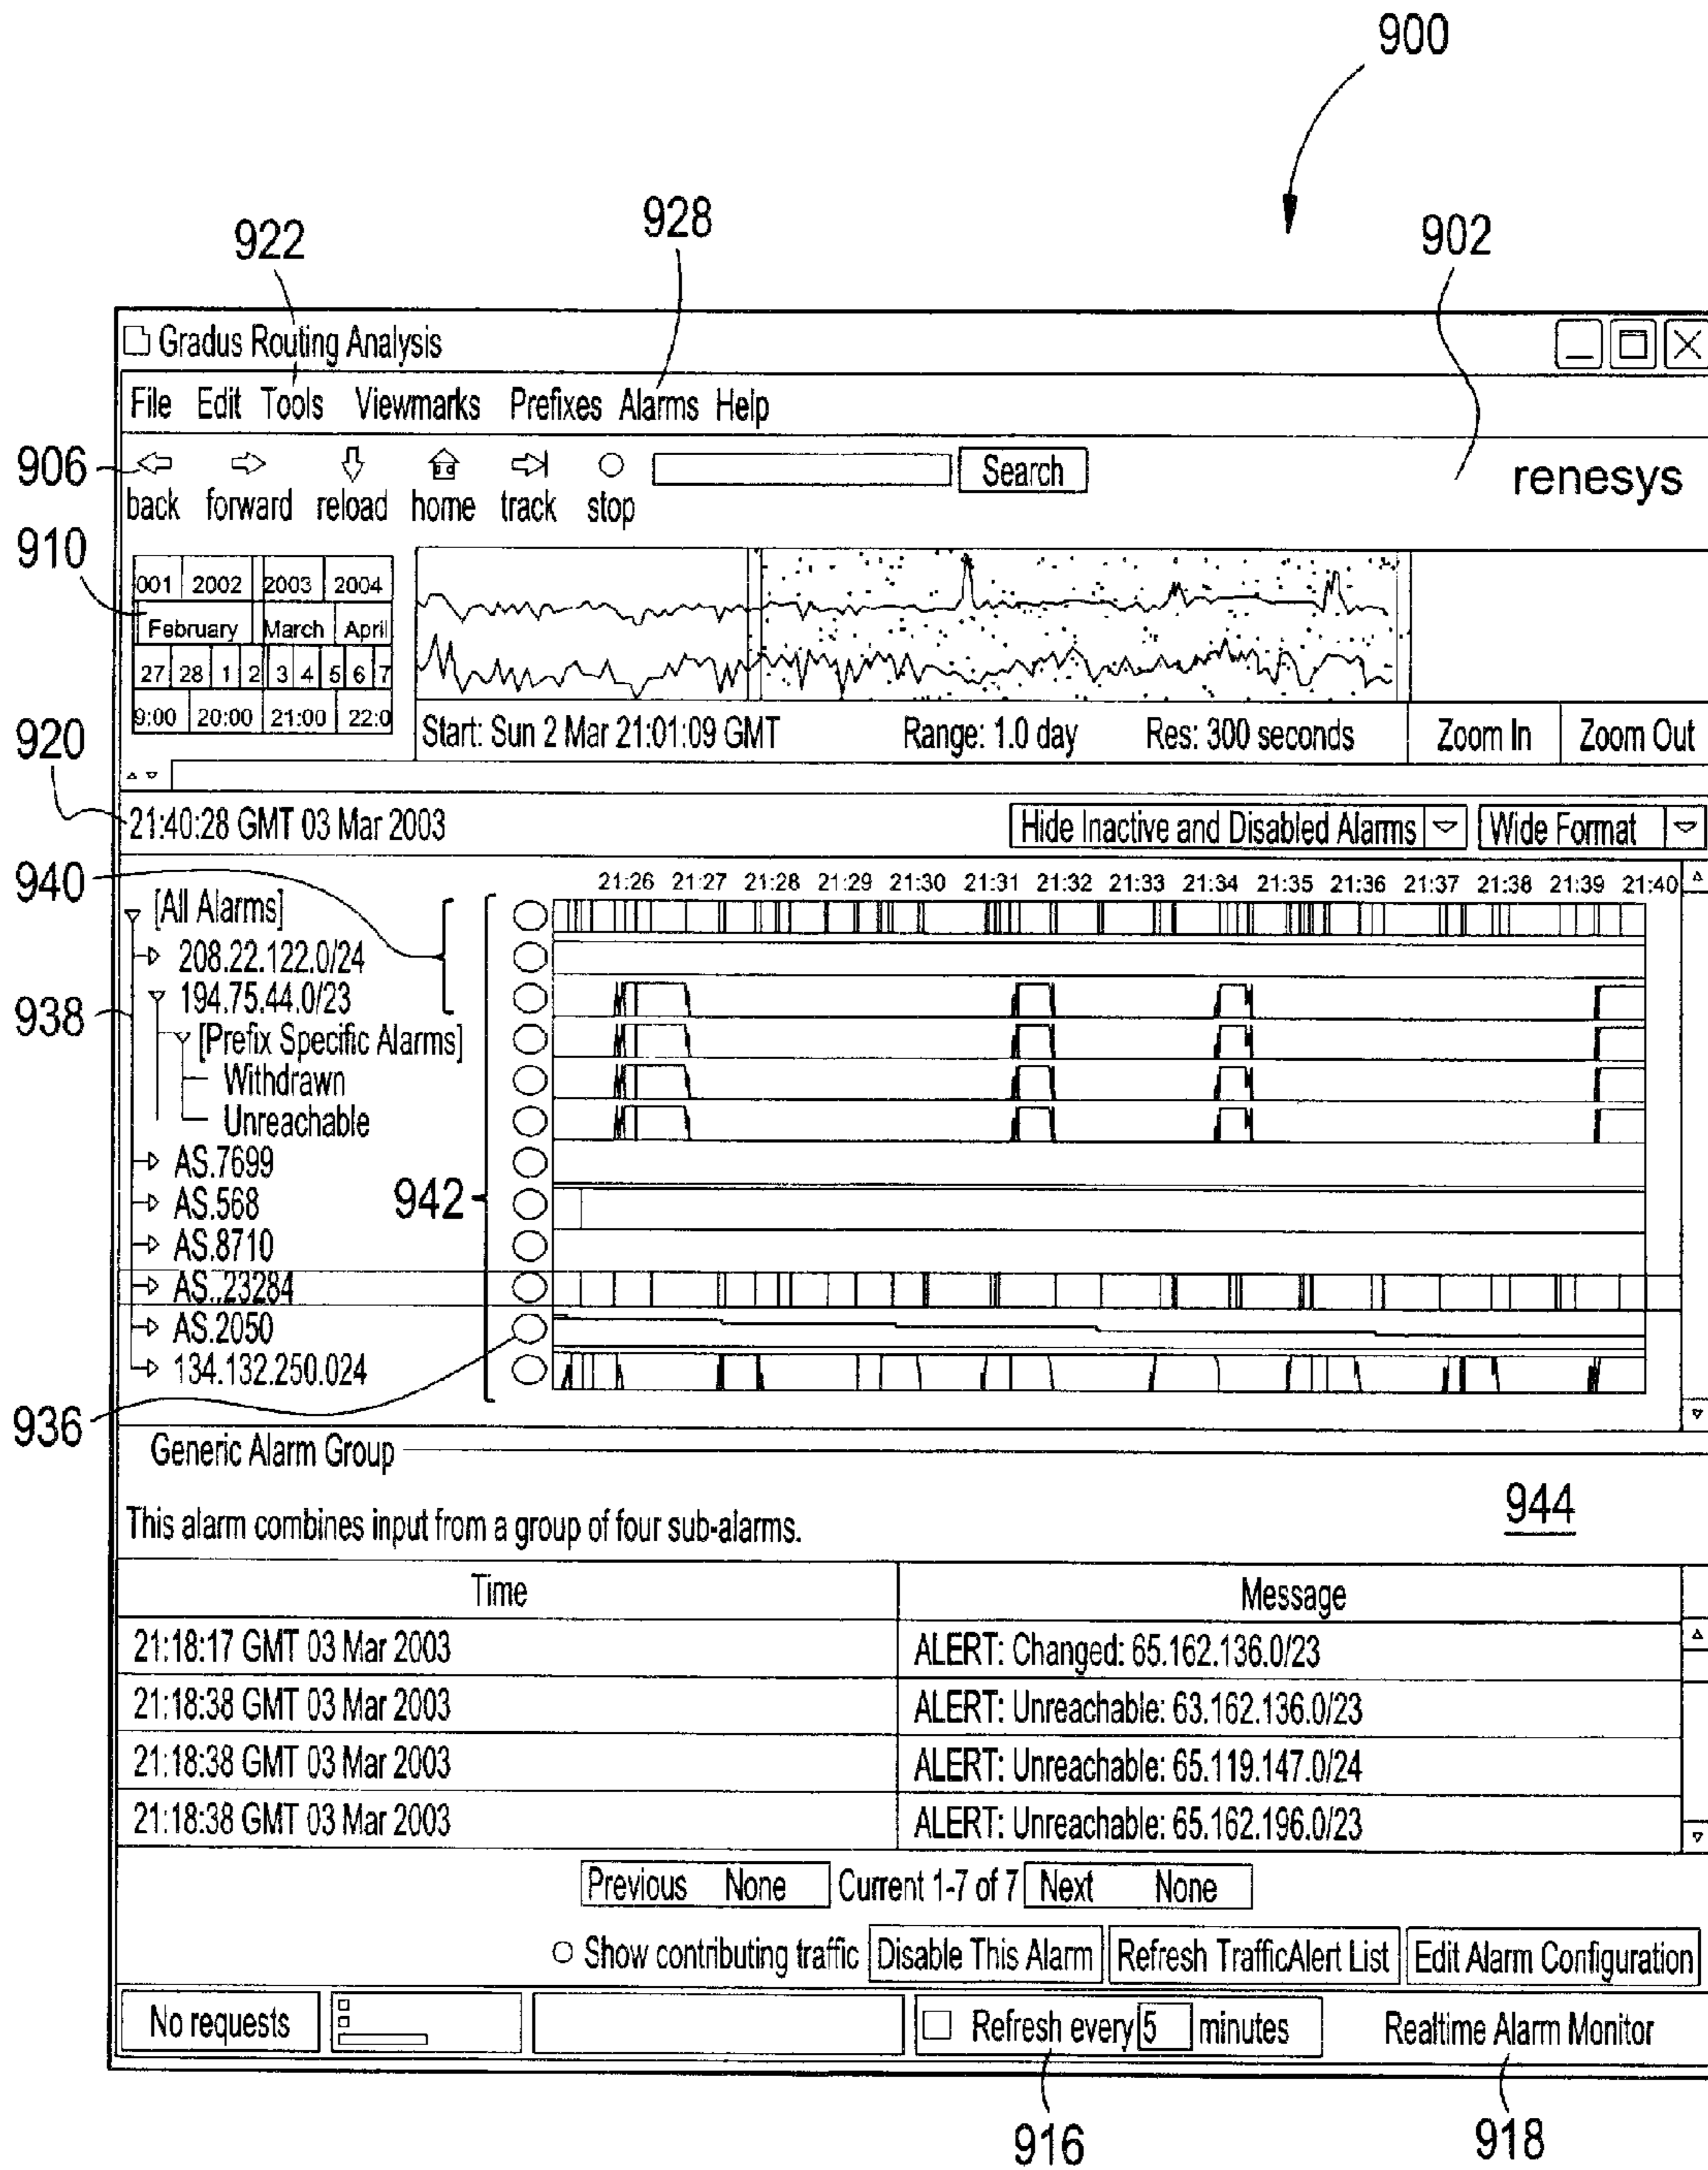 900
922
928
902
Gradus Routing Analysis
File Edit Tools Viewmarks Prefixes Alarms Help
906
back forward reload home track stop Search renesys
910
001 2002 2003 2004
February March April
27 28 1 2 3 4 5 6 7
9:00 20:00 21:00 22:0
Start: Sun 2 Mar 21:01:09 GMT Range: 1.0 day Res: 300 seconds Zoom In Zoom Out
920
21:40:28 GMT 03 Mar 2003 Hide Inactive and Disabled Alarms Wide Format
940
21:26 21:27 21:28 21:29 21:30 21:31 21:32 21:33 21:34 21:35 21:36 21:37 21:38 21:39 21:40
[All Alarms]
208.22.122.0/24
194.75.44.0/23
938
[Prefix Specific Alarms]
Withdrawn
Unreachable
AS.7699
942
AS.568
AS.8710
AS..23284
AS.2050
134.132.250.024
936
Generic Alarm Group
944
This alarm combines input from a group of four sub-alarms.
Time Message
21:18:17 GMT 03 Mar 2003 ALERT: Changed: 65.162.136.0/23
21:18:38 GMT 03 Mar 2003 ALERT: Unreachable: 63.162.136.0/23
21:18:38 GMT 03 Mar 2003 ALERT: Unreachable: 65.119.147.0/24
21:18:38 GMT 03 Mar 2003 ALERT: Unreachable: 65.162.196.0/23
Previous None Current 1-7 of 7 Next None
Show contributing traffic Disable This Alarm Refresh TrafficAlert List Edit Alarm Configuration
No requests Refresh every 5 minutes Realtime Alarm Monitor
916
918